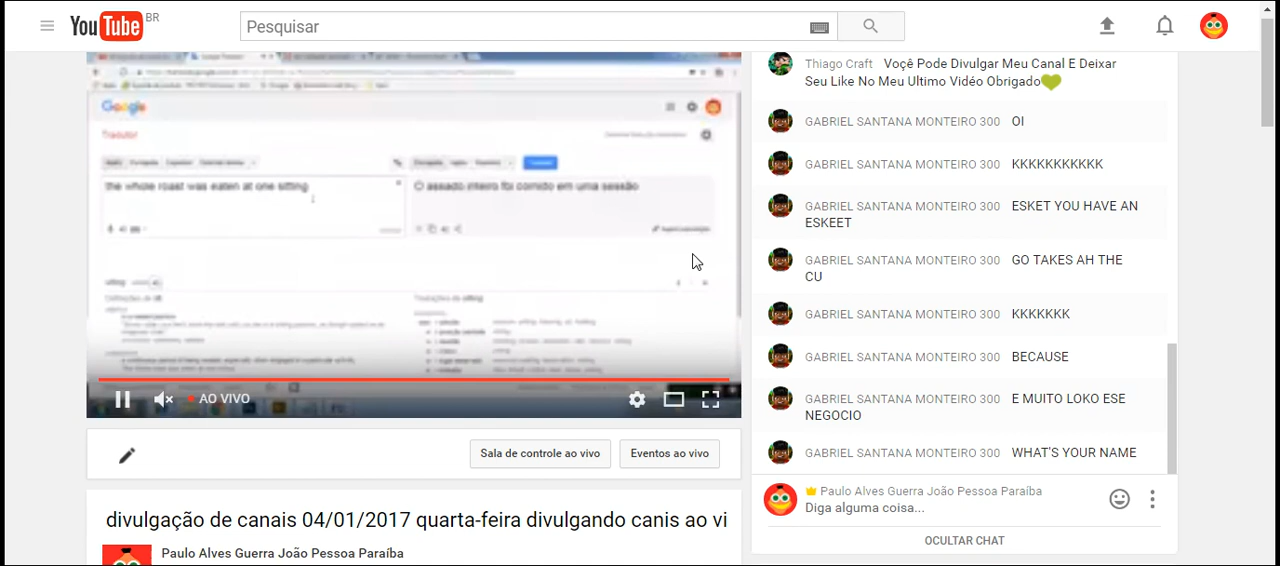 YouTube BR
Pesquisar
Google
Tradutor
the whole roast was eaten at one sitting
O assado inteiro foi comido em uma sessão
AO VIVO
Sala de controle ao vivo
Eventos ao vivo
divulgação de canais 04/01/2017 quarta-feira divulgando canis ao vi
Paulo Alves Guerra João Pessoa Paraíba
Thiago Craft Voçê Pode Divulgar Meu Canal E Deixar
Seu Like No Meu Ultimo Vidéo Obrigado
GABRIEL SANTANA MONTEIRO 300 OI
GABRIEL SANTANA MONTEIRO 300 KKKKKKKKKKK
GABRIEL SANTANA MONTEIRO 300 ESKET YOU HAVE AN
ESKEET
GABRIEL SANTANA MONTEIRO 300 GO TAKES AH THE
CU
GABRIEL SANTANA MONTEIRO 300 KKKKKKK
GABRIEL SANTANA MONTEIRO 300 BECAUSE
GABRIEL SANTANA MONTEIRO 300 E MUITO LOKO ESE
NEGOCIO
GABRIEL SANTANA MONTEIRO 300 WHAT'S YOUR NAME
Paulo Alves Guerra João Pessoa Paraíba
Diga alguma coisa...
OCULTAR CHAT